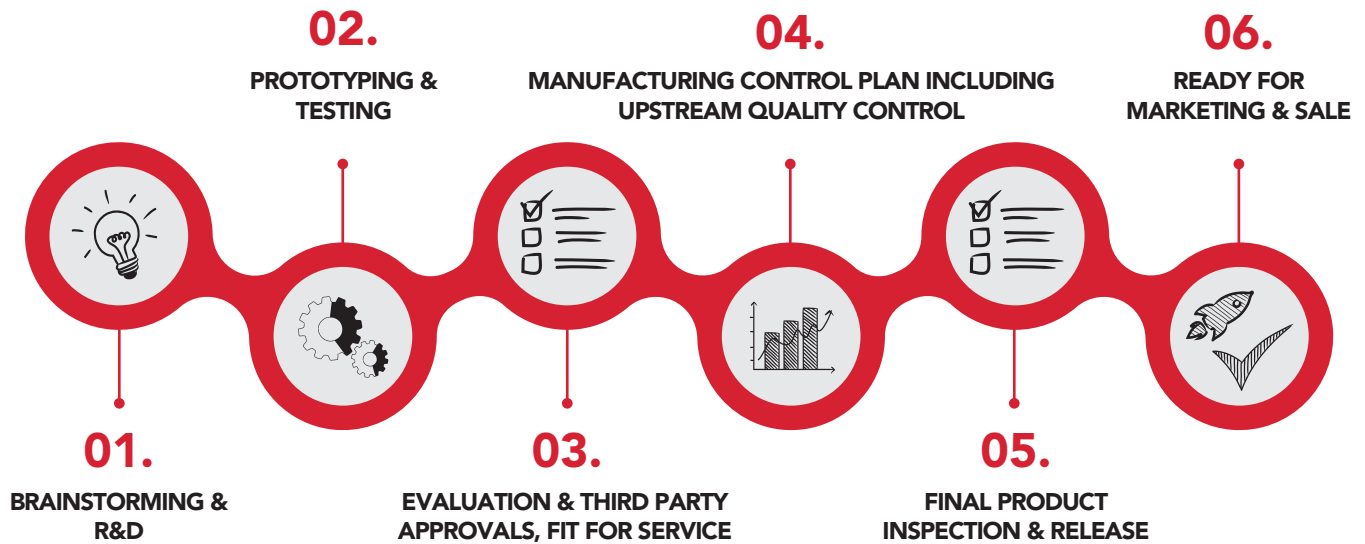 01.
BRAINSTORMING &
R&D
02.
PROTOTYPING &
TESTING
03.
EVALUATION & THIRD PARTY
APPROVALS, FIT FOR SERVICE
04.
MANUFACTURING CONTROL PLAN INCLUDING
UPSTREAM QUALITY CONTROL
05.
FINAL PRODUCT
INSPECTION & RELEASE
06.
READY FOR
MARKETING & SALE